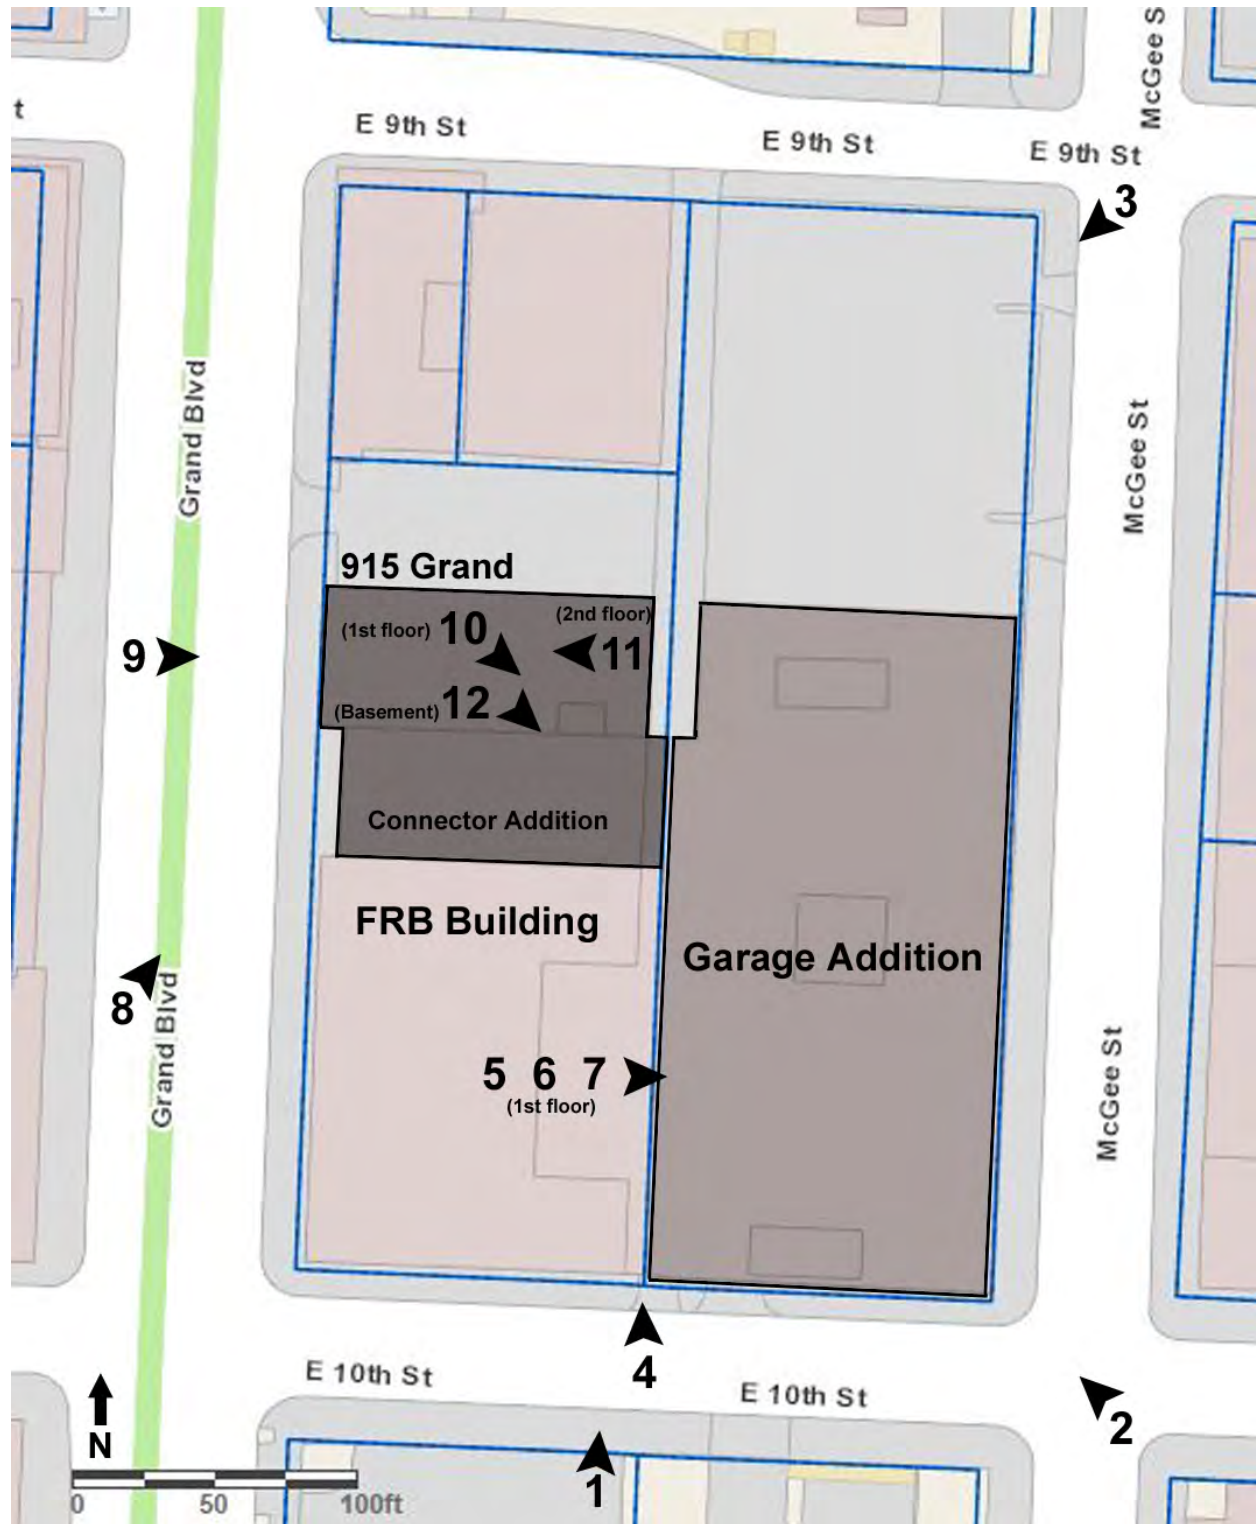 McGee S
t
E 9th St
E 9th St
E 9th St
3
Grand Blvd
McGee St
915 Grand
(1st floor) 10
(2nd floor)
11
9
(Basement) 12
Connector Addition
FRB Building
Garage Addition
8
Grand Blvd
5 6 7
(1st floor)
McGee St
4
E 10th St
E 10th St
2
N
1
0 50 100ft